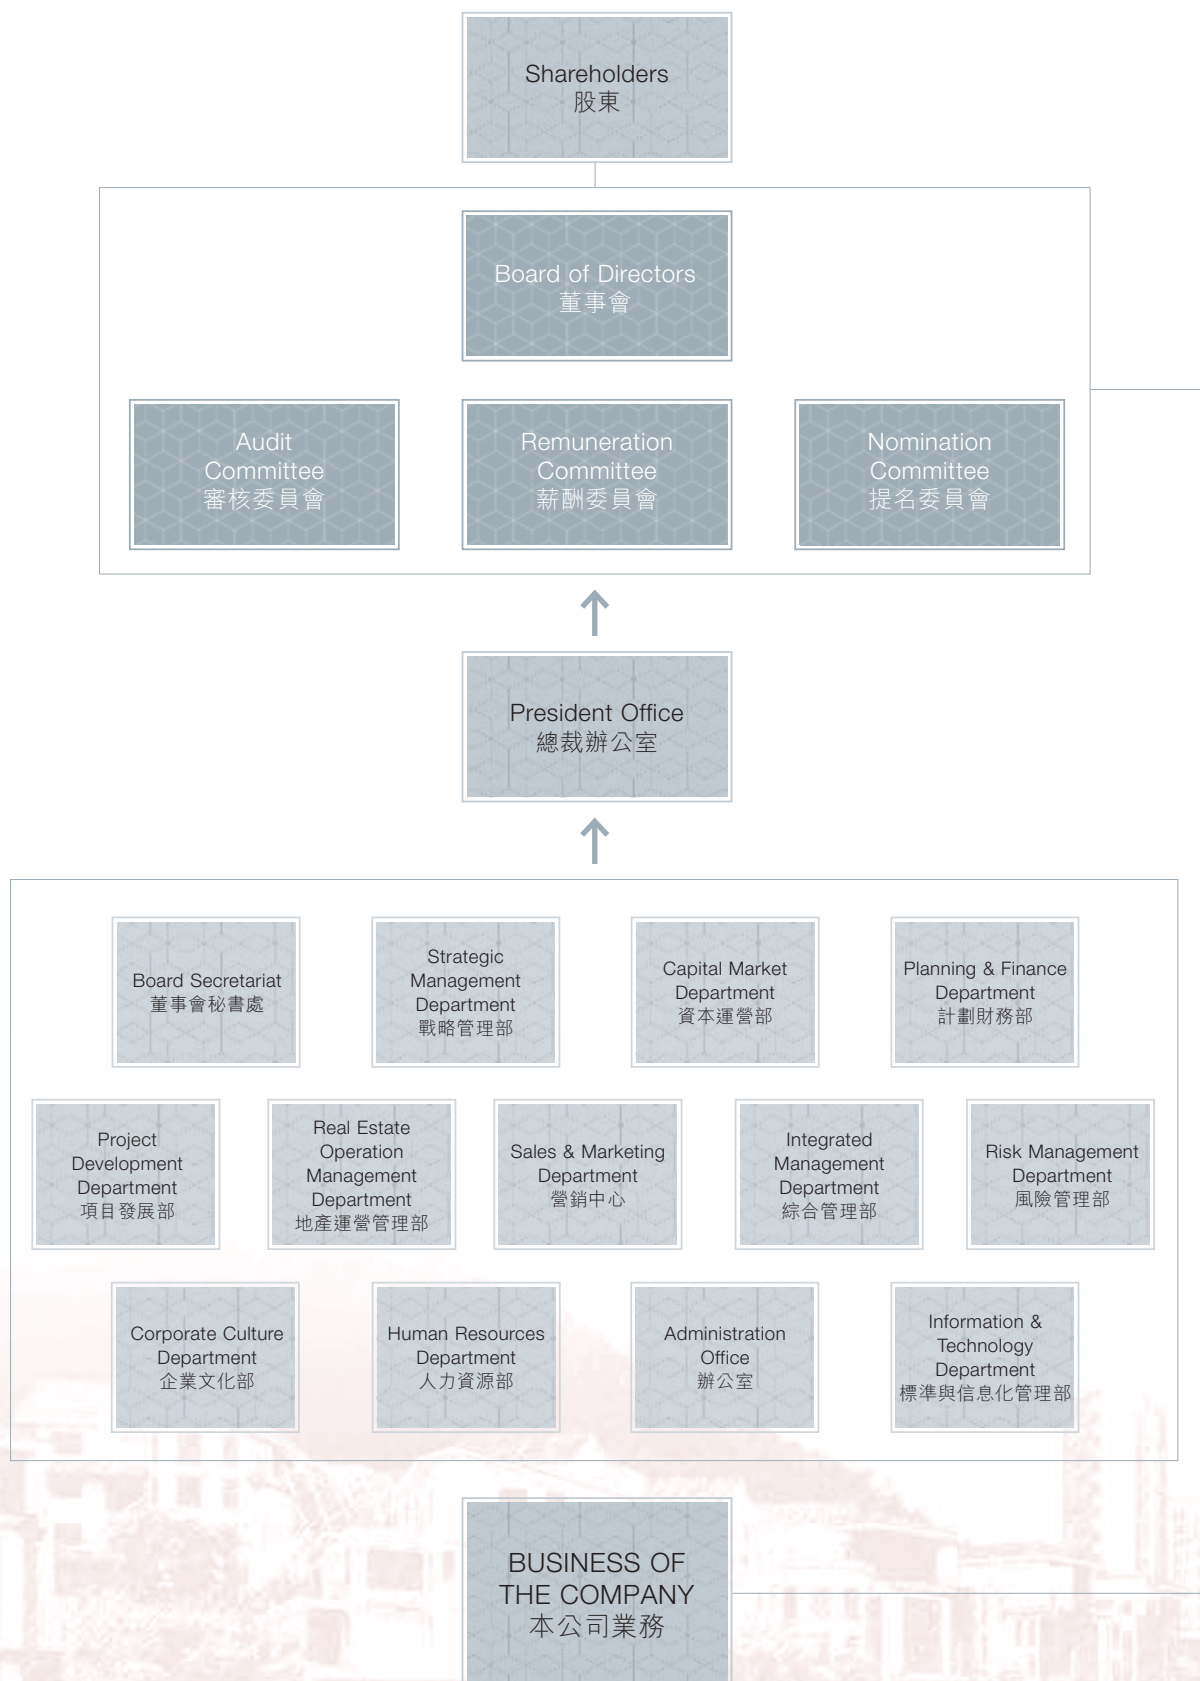 Shareholders
股東
Board of Directors
董事會
Audit
Committee
審核委員會
Remuneration
Committee
薪酬委員會
Nomination
Committee
提名委員會
President Office
總裁辦公室
Board Secretariat
董事會秘書處
Strategic
Management
Department
戰略管理部
Capital Market
Department
資本運營部
Planning & Finance
Department
計劃財務部
Project
Development
Department
項目發展部
Real Estate
Operation
Management
Department
地產運營管理部
Sales & Marketing
Department
營銷中心
Integrated
Management
Department
綜合管理部
Risk Management
Department
風險管理部
Corporate Culture
Department
企業文化部
Human Resources
Department
人力資源部
Administration
Office
辦公室
Information &
Technology
Department
標準與信息化管理部
BUSINESS OF
THE COMPANY
本公司業務